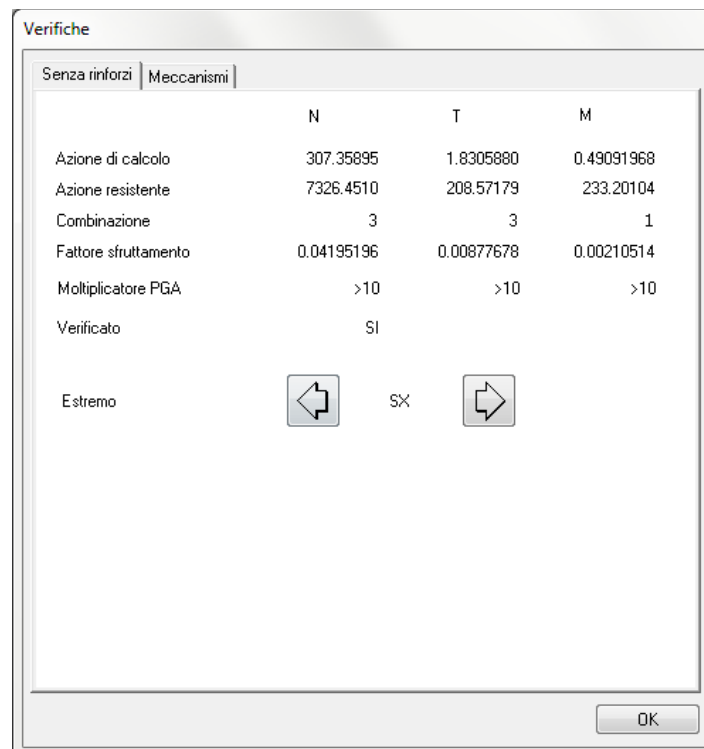 Verifiche
Senza rinforzi Meccanismi
N T M
Azione di calcolo 307.35895 1.8305880 0.49091968
Azione resistente 7326.4510 208.57179 233.20104
Combinazione 3 3 1
Fattore sfruttamento 0.04195196 0.00877678 0.00210514
Moltiplicatore PGA >10 >10 >10
Verificato SI
Estremo SX
OK